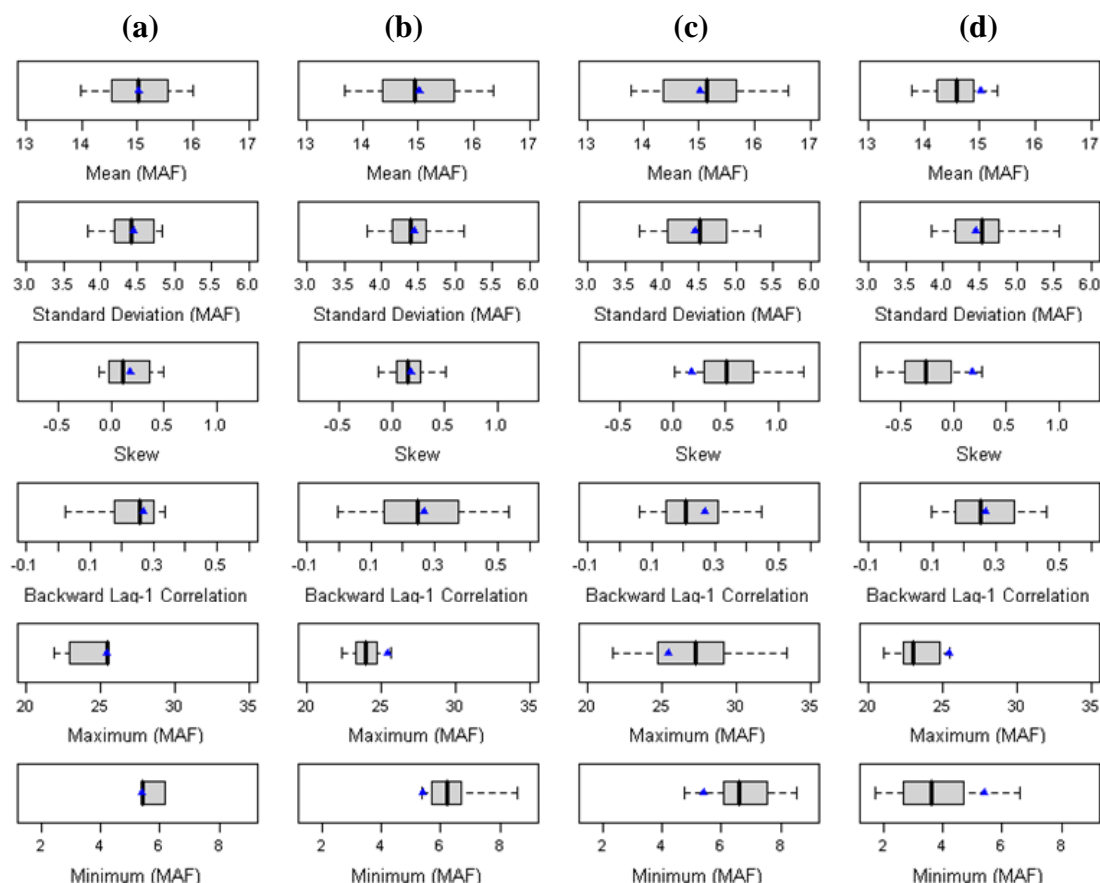 (a) (b) (c) (d)
13 14 15 16 17 13 14 15 16 17 13 14 15 16 17 13 14 15 16 17
Mean (MAF) Mean (MAF) Mean (MAF) Mean (MAF)
3.0 3.5 4.0 4.5 5.0 5.5 6.0 3.0 3.5 4.0 4.5 5.0 5.5 6.0 3.0 3.5 4.0 4.5 5.0 5.5 6.0 3.0 3.5 4.0 4.5 5.0 5.5 6.0
Standard Deviation (MAF) Standard Deviation (MAF) Standard Deviation (MAF) Standard Deviation (MAF)
-0.5 0.0 0.5 1.0 -0.5 0.0 0.5 1.0 -0.5 0.0 0.5 1.0 -0.5 0.0 0.5 1.0
Skew Skew Skew Skew
-0.1 0.1 0.3 0.5 -0.1 0.1 0.3 0.5 -0.1 0.1 0.3 0.5 -0.1 0.1 0.3 0.5
Backward Lag-1 Correlation Backward Lag-1 Correlation Backward Lag-1 Correlation Backward Lag-1 Correlation
20 25 30 35 20 25 30 35 20 25 30 35 20 25 30 35
Maximum (MAF) Maximum (MAF) Maximum (MAF) Maximum (MAF)
2 4 6 8 2 4 6 8 2 4 6 8 2 4 6 8
Minimum (MAF) Minimum (MAF) Minimum (MAF) Minimum (MAF)